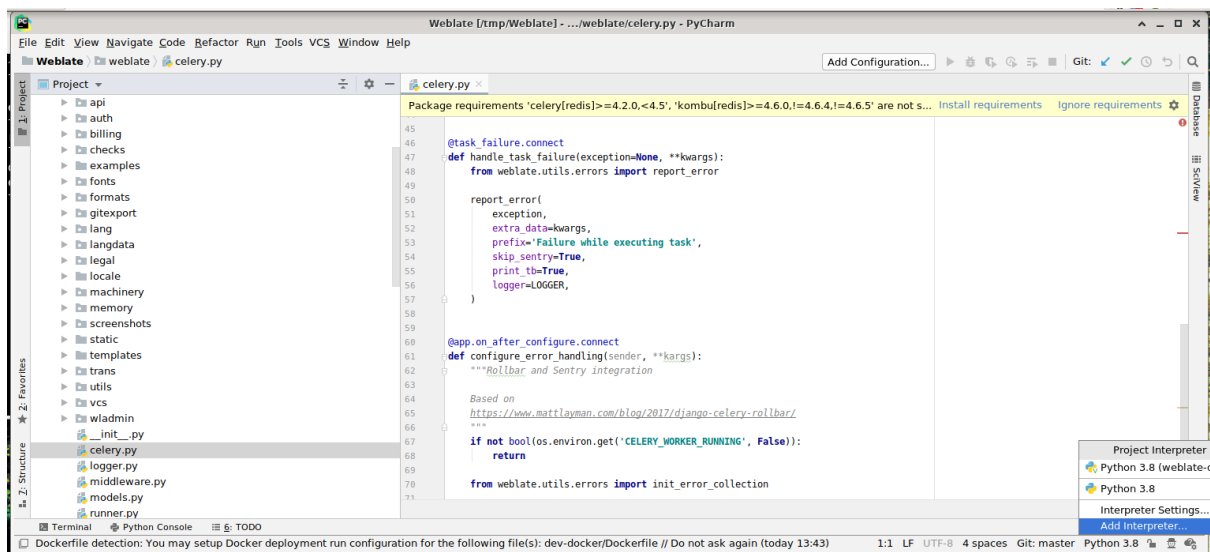 Weblate [/tmp/Weblate] - .../weblate/celery.py - PyCharm
File Edit View Navigate Code Refactor Run Tools VCS Window Help
Weblate weblate celery.py
Add Configuration...
Git:
1: Project
Project
celery.py
Package requirements 'celery[redis]>=4.2.0,<4.5', 'kombu[redis]>=4.6.0,!=4.6.4,!=4.6.5' are not s... Install requirements Ignore requirements
api
auth
billing
checks
examples
fonts
formats
gitexport
lang
langdata
legal
locale
machinery
memory
screenshots
static
templates
trans
utils
vcs
wladmin
__init__.py
celery.py
logger.py
middleware.py
models.py
runner.py
2: Favorites
7: Structure
45
46 @task_failure.connect
47 def handle_task_failure(exception=None, **kwargs):
48 from weblate.utils.errors import report_error
49
50 report_error(
51 exception,
52 extra_data=kwargs,
53 prefix='Failure while executing task',
54 skip_sentry=True,
55 print_tb=True,
56 logger=LOGGER,
57 )
58
59
60 @app.on_after_configure.connect
61 def configure_error_handling(sender, **kargs):
62 """Rollbar and Sentry integration
63
64 Based on
65 https://www.mattlayman.com/blog/2017/django-celery-rollbar/
66 """
67 if not bool(os.environ.get('CELERY_WORKER_RUNNING', False)):
68 return
69
70 from weblate.utils.errors import init_error_collection
71
Database
SciView
Project Interpreter
Python 3.8 (weblate-
Python 3.8
Interpreter Settings...
Add Interpreter...
Terminal Python Console 6: TODO
Dockerfile detection: You may setup Docker deployment run configuration for the following file(s): dev-docker/Dockerfile // Do not ask again (today 13:43) 1:1 LF UTF-8 4 spaces Git: master Python 3.8